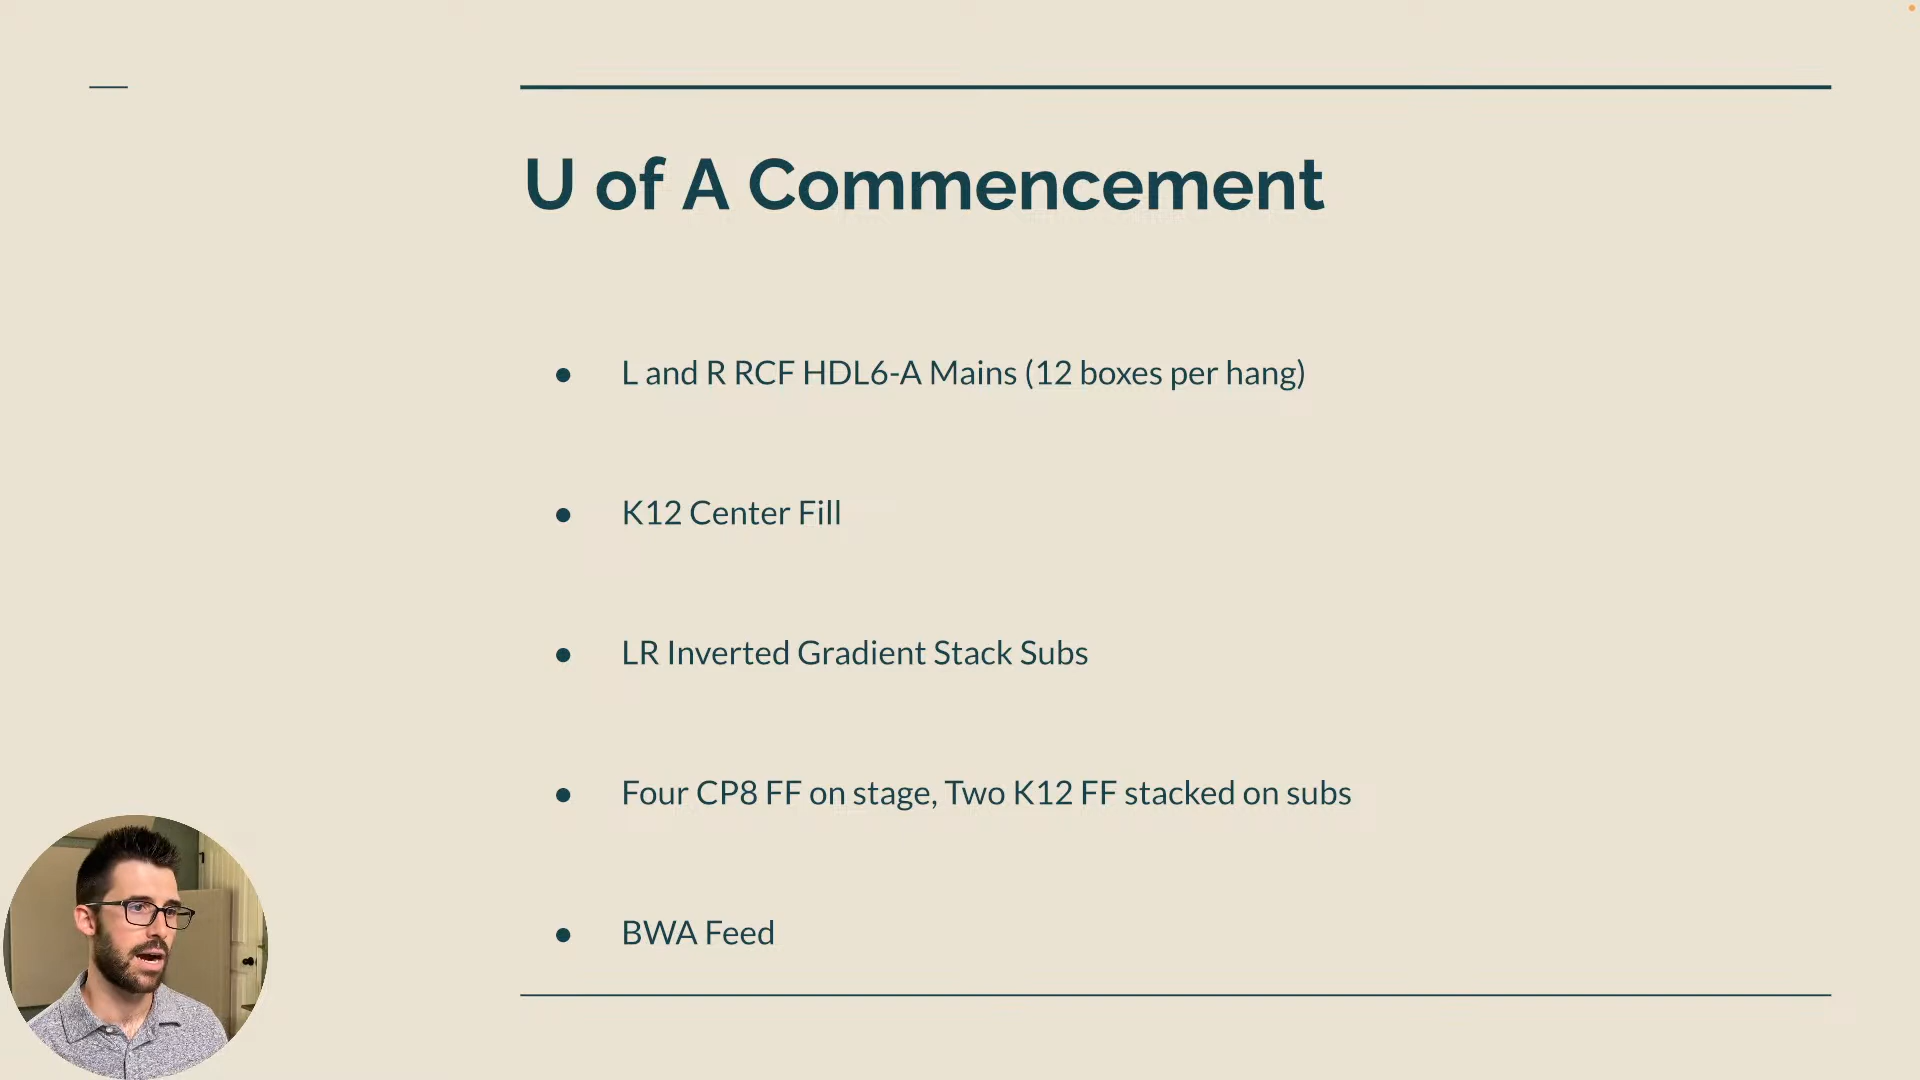 U of A Commencement
● L and R RCF HDL6-A Mains (12 boxes per hang)
● K12 Center Fill
● LR Inverted Gradient Stack Subs
● Four CP8 FF on stage, Two K12 FF stacked on subs
● BWA Feed